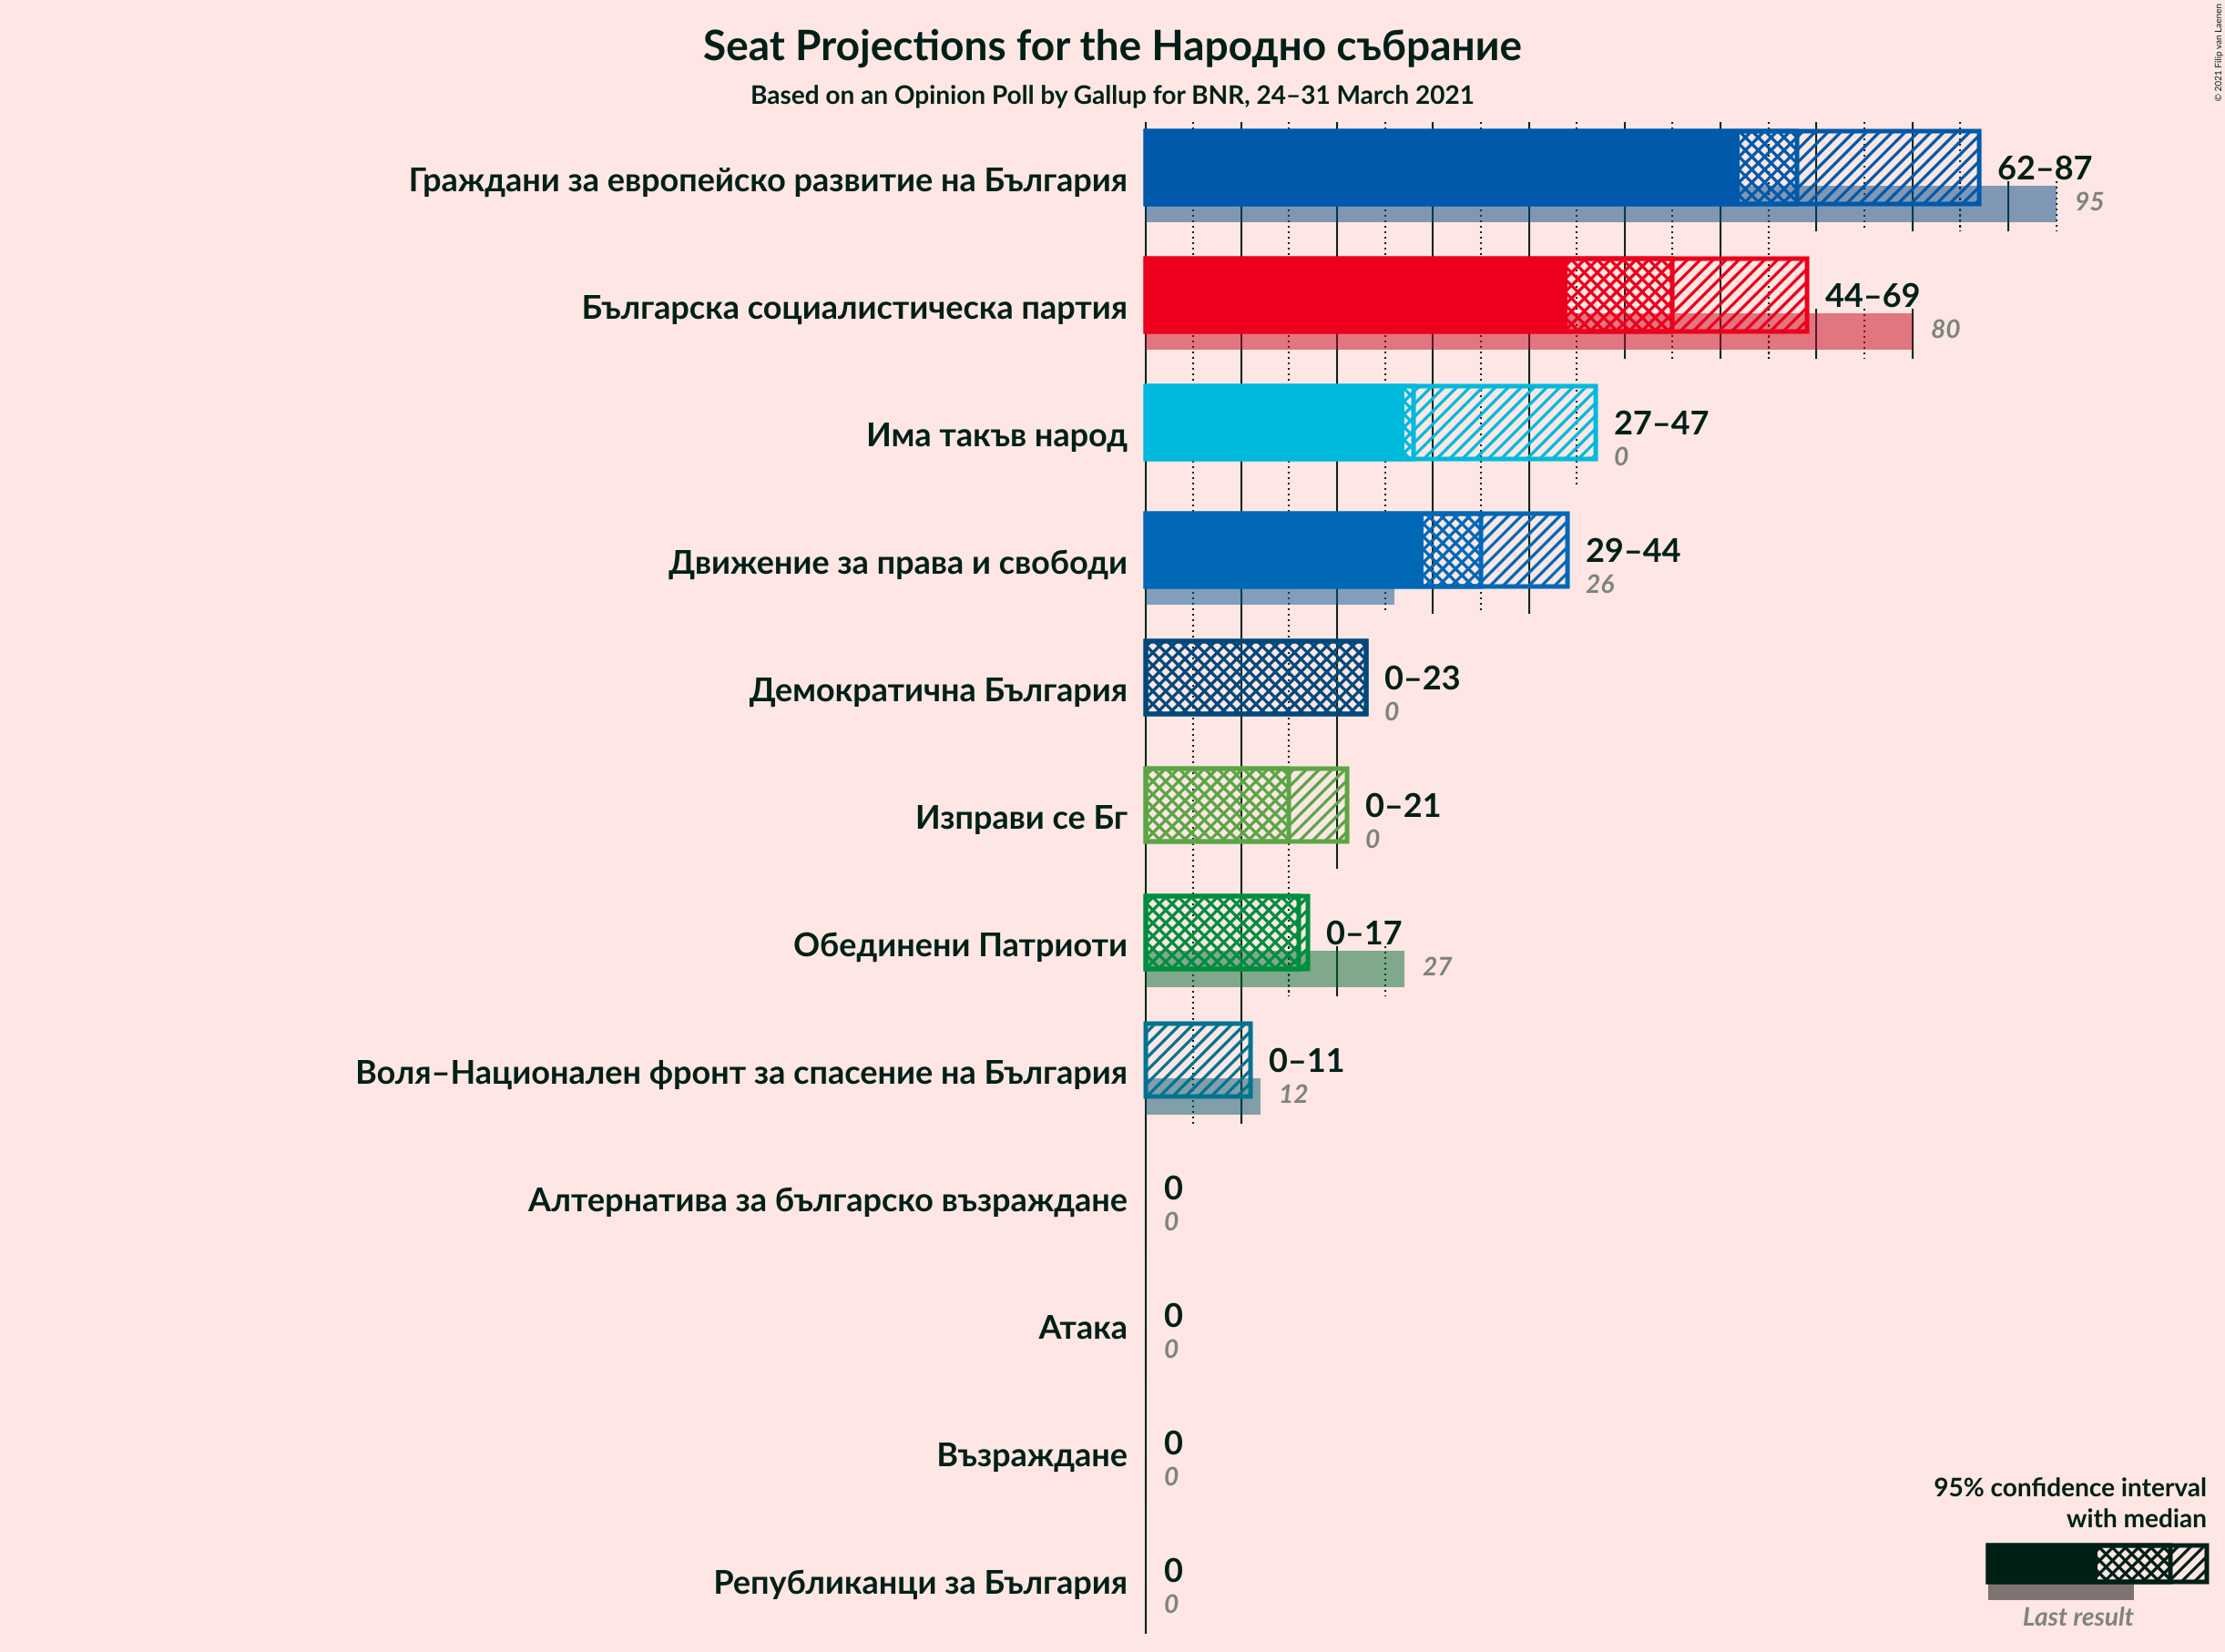 Seat Projections for the Народно събрание
Based on an Opinion Poll by Gallup for BNR, 24–31 March 2021
© 2021 Filip van Laenen
Граждани за европейско развитие на България
62–87
95
Българска социалистическа партия
44–69
80
Има такъв народ
27–47
0
Движение за права и свободи
29–44
26
Демократична България
0–23
0
Изправи се Бг
0–21
0
Обединени Патриоти
0–17
27
Воля–Национален фронт за спасение на България
0–11
12
Алтернатива за българско възраждане
0
0
Атака
0
0
Възраждане
0
0
Републиканци за България
0
0
95% confidence interval
with median
Last result